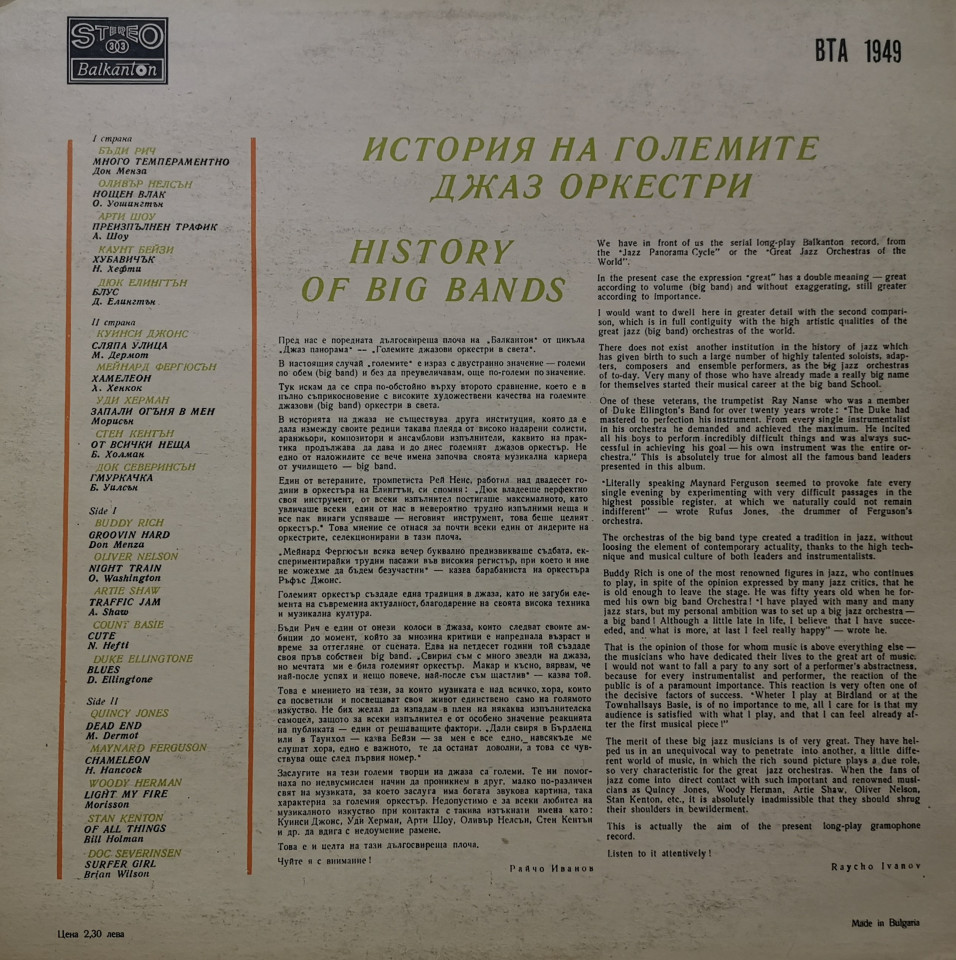 STEREO
303
Balkanton
ВТА 1949
I страна
БЪДИ РИЧ
МНОГО ТЕМПЕРАМЕНТНО
Дон Менза
ОЛИВЪР НЕЛСЪН
НОЩЕН ВЛАК
О. Уошингтън
АРТИ ШОУ
ПРЕИЗПЪЛНЕН ТРАФИК
А. Шоу
КАУНТ БЕЙЗИ
ХУБАВИЧЪК
Н. Хефти
ДЮК ЕЛИНГТЪН
БЛУС
Д. Елингтън
II страна
КУИНСИ ДЖОНС
СЛЯПА УЛИЦА
М. Дермот
МЕЙНАРД ФЕРГЮСЪН
ХАМЕЛЕОН
Х. Хенкок
УДИ ХЕРМАН
ЗАПАЛИ ОГЪНЯ В МЕН
Морисън
СТЕН КЕНТЪН
ОТ ВСИЧКИ НЕЩА
Б. Холман
ДОК СЕВЕРИНСЪН
ГМУРКАЧКА
Б. Уилсън
Side I
BUDDY RICH
GROOVIN HARD
Don Menza
OLIVER NELSON
NIGHT TRAIN
O. Washington
ARTIE SHAW
TRAFFIC JAM
A. Shaw
COUNT BASIE
CUTE
N. Hefti
DUKE ELLINGTONE
BLUES
D. Ellingtone
Side II
QUINCY JONES
DEAD END
M. Dermot
MAYNARD FERGUSON
CHAMELEON
H. Hancock
WOODY HERMAN
LIGHT MY FIRE
Morisson
STAN KENTON
OF ALL THINGS
Bill Holman
DOC SEVERINSEN
SURFER GIRL
Brian Wilson
Цена 2,30 лева
ИСТОРИЯ НА ГОЛЕМИТЕ
ДЖАЗ ОРКЕСТРИ
HISTORY
OF BIG BANDS
Пред нас е поредната дългосвиреща плоча на „Балкантон" от цикъла
„Джаз панорама" — „Големите джазови оркестри в света".
В настоящия случай „големите" е израз с двустранно значение — големи
по обем (big band) и без да преувеличавам, още по-големи по значение.
Тук искам да се спра по-обстойно върху второто сравнение, което е в
пълно съприкосновение с високите художествени качества на големите
джазови (big band) оркестри в света.
В историята на джаза не съществува друга институция, която да е
дала измежду своите редици такава плеяда от високо надарени солисти,
аранжьори, композитори и ансамблови изпълнители, каквито на прак-
тика продължава да дава и до днес големият джазов оркестър. Не
едно от наложилите се вече имена започва своята музикална кариера
от училището — big band.
Един от ветераните, тромпетиста Рей Ненс, работил над двадесет го-
дини в оркестъра на Елингтън, си спомня: „Дюк владееше перфектно
своя инструмент, от всеки изпълнител постигаше максималното, като
увличаше всеки един от нас в невероятно трудно изпълними неща и
все пак винаги успяваше — неговият инструмент, това беше целият
оркестър." Това мнение се отнася за почти всеки един от лидерите на
оркестрите, селекционирани в тази плоча.
„Мейнард Фергюсън всяка вечер буквално предизвикваше съдбата, ек-
спериментирайки трудни пасажи във високия регистър, при което и ние
не можехме да бъдем безучастни" — казва барабаниста на оркестъра
Ръфъс Джонс.
Големият оркестър създаде една традиция в джаза, като не загуби еле-
мента на съвременна актуалност, благодарение на своята висока техника
и музикална култура.
Бъди Рич е един от онези колоси в Джаза, които следват своите ам-
биции до момент, който за мнозина критици е напреднала възраст и
време за оттегляне от сцената. Едва на петдесет години той създаде
своя пръв собствен big band. „Свирил съм с много звезди на джаза,
но мечтата ми е била големият оркестър. Макар и късно, вярвам, че
най-после успях и нещо повече, най-после съм щастлив" — казва той.
Това е мнението на тези, за които музиката е над всичко, хора, които
са посветили и посвещават своя живот единствено само на голямото
изкуство. Не бих желал да изпадам в плен на някаква изпълнителска
самоцел, защото за всеки изпълнител е от особено значение реакцията
на публиката — един от решаващите фактори. „Дали свиря в Бърдленд
или в Таунхол — казва Бейзи — за мен е все едно, навсякъде ме
слушат хора, едно е важното, те да останат доволни, а това се чув-
ствува още след първия номер."
Заслугите на тези големи творци на джаза са големи. Те ни помог-
наха по недвусмислен начин да проникнем в друг, малко по-различен
свят на музиката, за което заслуга има богата звукова картина, така
характерна за големия оркестър. Недопустимо е за всеки любител на
музикалното изкуство при контакта с такива изтъкнати имена като:
Куинси Джонс, Уди Херман, Арти Шоу, Оливър Нелсън, Стен Кентън
и др. да вдига с недоумение рамене.
Това е и целта на тази дългосвиреща плоча.
Чуйте я с внимание!
Райчо Иванов
We have in front of us the serial long-play Balkanton record, from
the "Jazz Panorama Cycle" or the "Great Jazz Orchestras of the
World".
In the present case the expression "great" has a double meaning — great
according to volume (big band) and without exaggerating, still greater
according to importance.
I would want to dwell here in greater detail with the second compari-
son, which is in full contiguity with the high artistic qualities of the
great jazz (big band) orchestras of the world.
There does not exist another institution in the history of jazz which
has given birth to such a large number of highly talented soloists, adap-
ters, composers and ensemble performers, as the big jazz orchestras
of to-day. Very many of those who have already made a really big name
for themselves started their musical career at the big band School.
One of these veterans, the trumpetist Ray Nanse who was a member
of Duke Ellington's Band for over twenty years wrote: "The Duke had
mastered to perfection his instrument. From every single instrumentalist
in his orchestra he demanded and achieved the maximum. He incited
all his boys to perform incredibly difficult things and was always suc-
cessful in achieving his goal — his own instrument was the entire or-
chestra." This is absolutely true for almost all the famous band leaders
presented in this album.
"Literally speaking Maynard Ferguson seemed to provoke fate every
single evening by experimenting with very difficult passages in the
highest possible register, at which we naturally could not remain
indifferent" — wrote Rufus Jones, the drummer of Ferguson's
orchestra.
The orchestras of the big band type created a tradition in jazz, without
loosing the element of contemporary actuality, thanks to the high tech-
nique and musical culture of both leaders and instrumentalists.
Buddy Rich is one of the most renowned figures in jazz, who continues
to play, in spite of the opinion expressed by many jazz critics, that he
is old enough to leave the stage. He was fifty years old when he for-
med his own big band Orchestra! "I have played with many and many
jazz stars, but my personal ambition was to set up a big jazz orchestra —
a big band! Although a little late in life, I believe that I have succe-
eded, and what is more, at last I feel really happy" — wrote he.
That is the opinion of those for whom music is above everything else —
the musicians who have dedicated their lives to the great art of music.
I would not want to fall a pary to any sort of a performer's abstractness,
because for every instrumentalist and performer, the reaction of the
public is of a paramount importance. This reaction is very often one of
the decisive factors of success. "Wheter I play at Birdland or at the
Townhallsays Basie, is of no importance to me, all I care for is that my
audience is satisfied with what I play, and that I can feel already af-
ter the first musical piece!"
The merit of these big jazz musicians is of very great. They have hel-
ped us in an unequivocal way to penetrate into another, a little diffe-
rent world of music, in which the rich sound picture plays a due role,
so very characteristic for the great jazz orchestras. When the fans of
jazz come into direct contact with such important and renowned musi-
cians as Quincy Jones, Woody Herman, Artie Shaw, Oliver Nelson,
Stan Kenton, etc., it is absolutely inadmissible that they should shrug
their shoulders in bewilderment.
This is actually the aim of the present long-play gramophone
record.
Listen to it attentively!
Raycho Ivanov
Made in Bulgaria